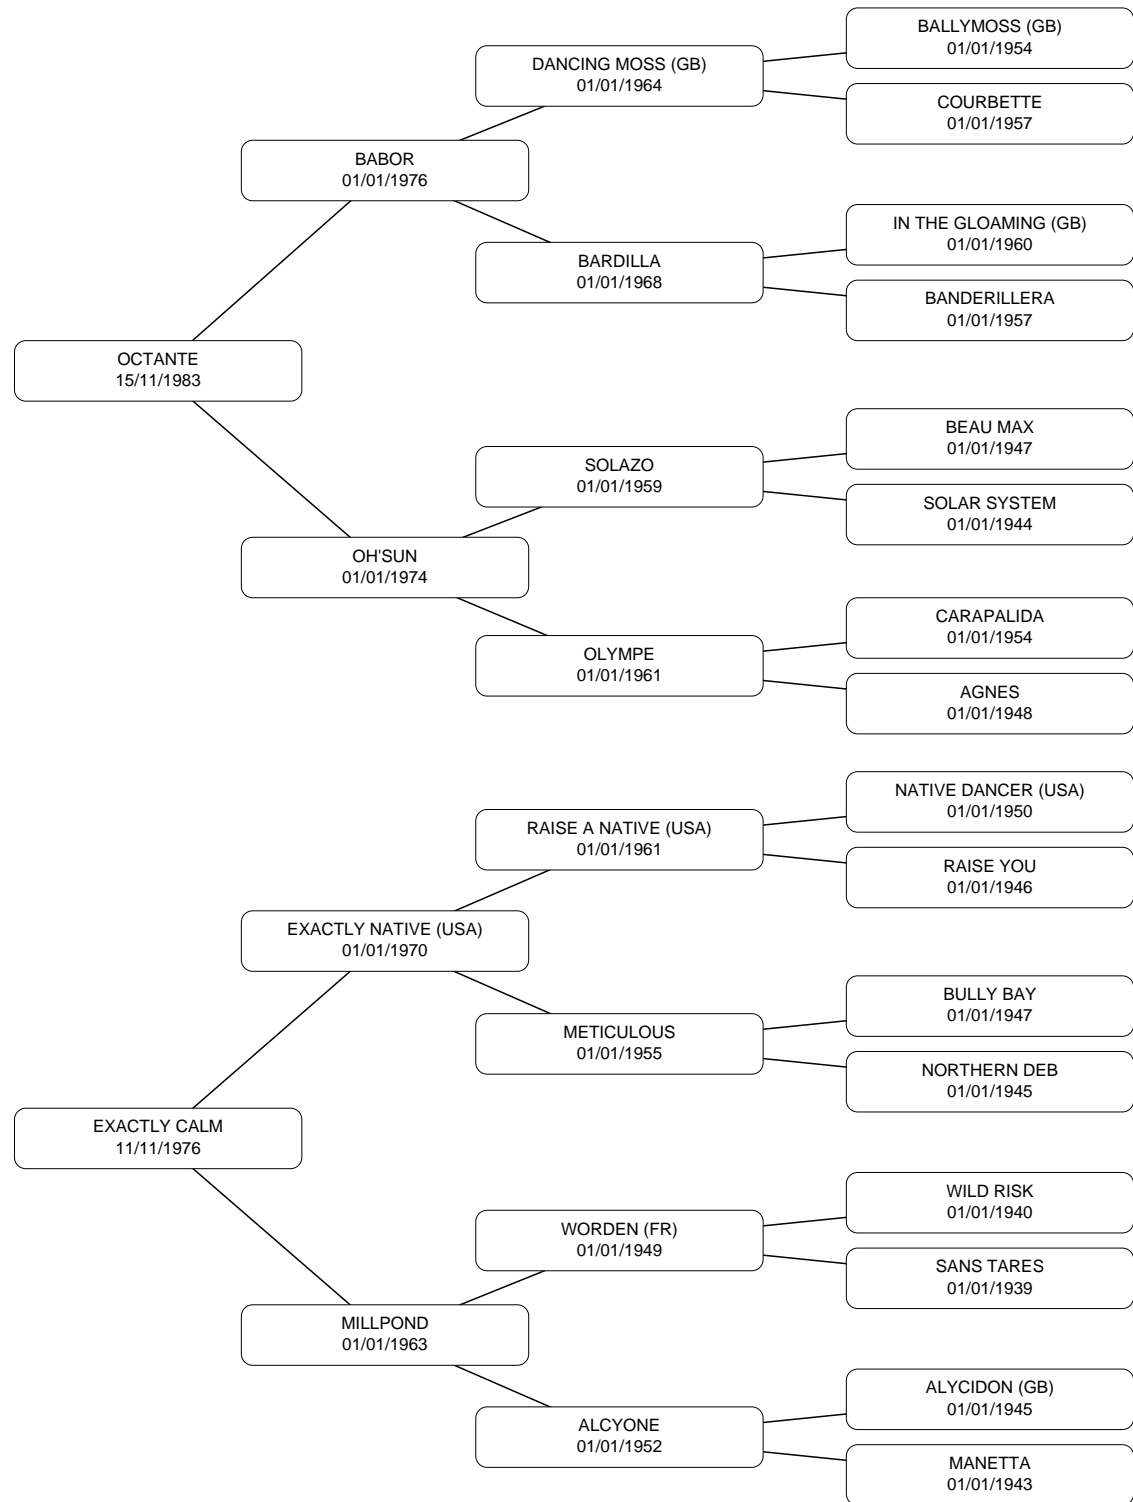 BALLYMOSS (GB)
01/01/1954
DANCING MOSS (GB)
01/01/1964
COURBETTE
01/01/1957
BABOR
01/01/1976
IN THE GLOAMING (GB)
01/01/1960
BARDILLA
01/01/1968
BANDERILLERA
01/01/1957
OCTANTE
15/11/1983
BEAU MAX
01/01/1947
SOLAZO
01/01/1959
SOLAR SYSTEM
01/01/1944
OH'SUN
01/01/1974
CARAPALIDA
01/01/1954
OLYMPE
01/01/1961
AGNES
01/01/1948
NATIVE DANCER (USA)
01/01/1950
RAISE A NATIVE (USA)
01/01/1961
RAISE YOU
01/01/1946
EXACTLY NATIVE (USA)
01/01/1970
BULLY BAY
01/01/1947
METICULOUS
01/01/1955
NORTHERN DEB
01/01/1945
EXACTLY CALM
11/11/1976
WILD RISK
01/01/1940
WORDEN (FR)
01/01/1949
SANS TARES
01/01/1939
MILLPOND
01/01/1963
ALYCIDON (GB)
01/01/1945
ALCYONE
01/01/1952
MANETTA
01/01/1943